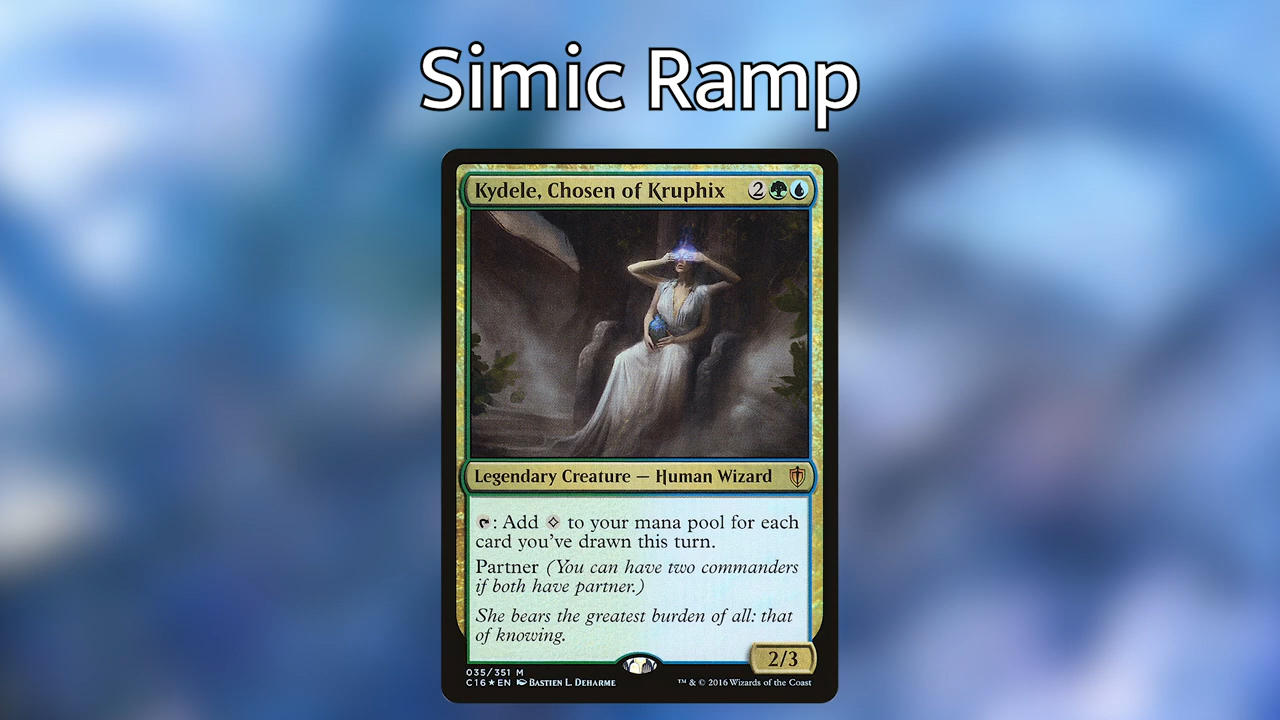 Simic Ramp
Kydele, Chosen of Kruphix 2
Legendary Creature — Human Wizard
: Add to your mana pool for each
card you've drawn this turn.
Partner (You can have two commanders
if both have partner.)
She bears the greatest burden of all: that
of knowing.
2/3
035/351 M
C16★EN Bastien L. Deharme
™ & © 2016 Wizards of the Coast